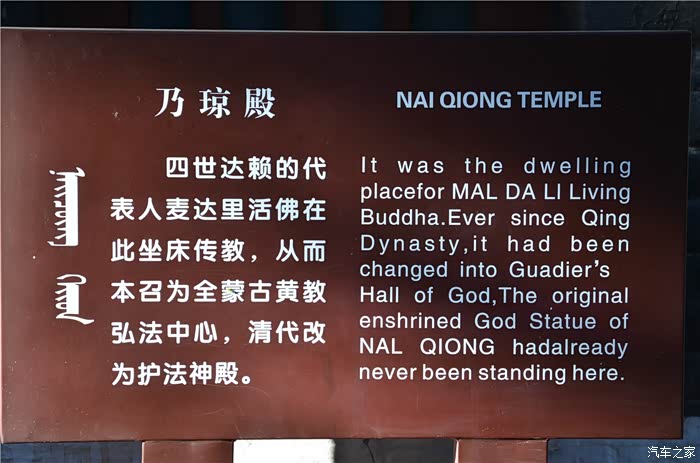 乃琼殿
四世达赖的代
表人麦达里活佛在
此坐床传教，从而
本召为全蒙古黄教
弘法中心，清代改
为护法神殿。
NAI QIONG TEMPLE
It was the dwelling
placefor MAL DA LI Living
Buddha.Ever since Qing
Dynasty,it had been
changed into Guadier's
Hall of God,The original
enshrined God Statue of
NAL QIONG hadalready
never been standing here.
汽车之家